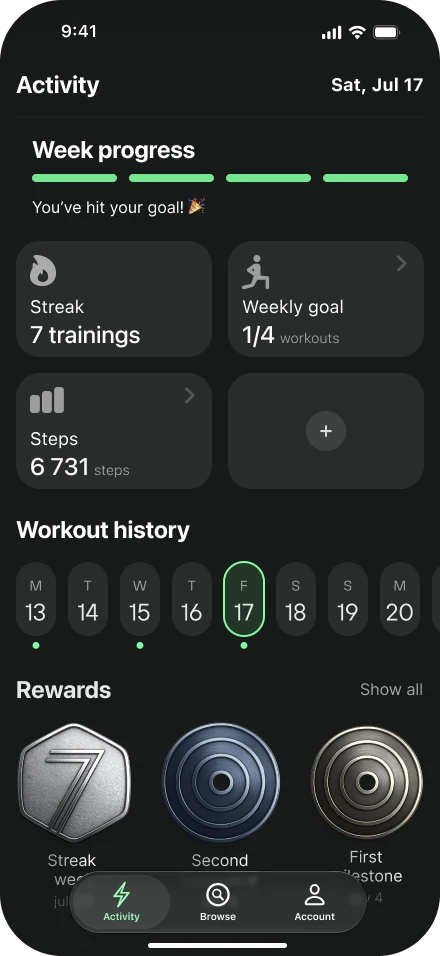 9:41
Activity
Sat, Jul 17
Week progress
You've hit your goal! 🎉
Streak
7 trainings
Weekly goal
1/4 workouts
Steps
6 731 steps
+
Workout history
M T W T F S S M
13 14 15 16 17 18 19 20
Rewards
Show all
7
Streak
Second
First
Activity
Browse
Account